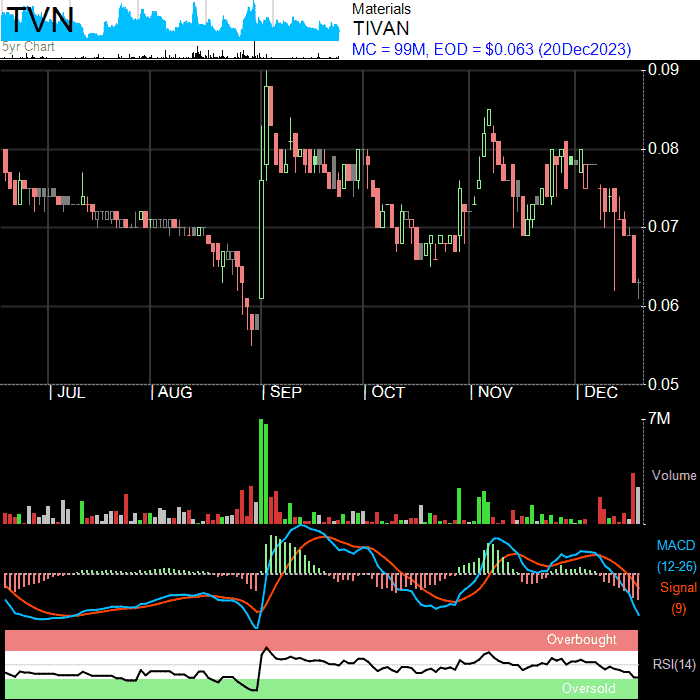 TVN
5yr Chart
Materials
TIVAN
MC = 99M, EOD = $0.063 (20Dec2023)
0.09
0.08
0.07
0.06
0.05
| JUL | AUG | SEP | OCT | NOV | DEC
7M
Volume
MACD
(12-26)
Signal
(9)
Overbought
RSI(14)
Oversold